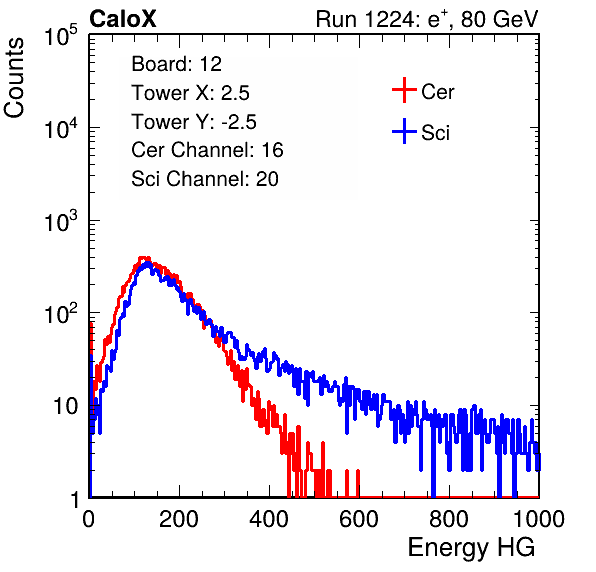 CaloX Run 1224: e⁺, 80 GeV
Counts
10⁵
10⁴
10³
10²
10
1
Board: 12
Tower X: 2.5
Tower Y: -2.5
Cer Channel: 16
Sci Channel: 20
Cer
Sci
0 200 400 600 800 1000
Energy HG